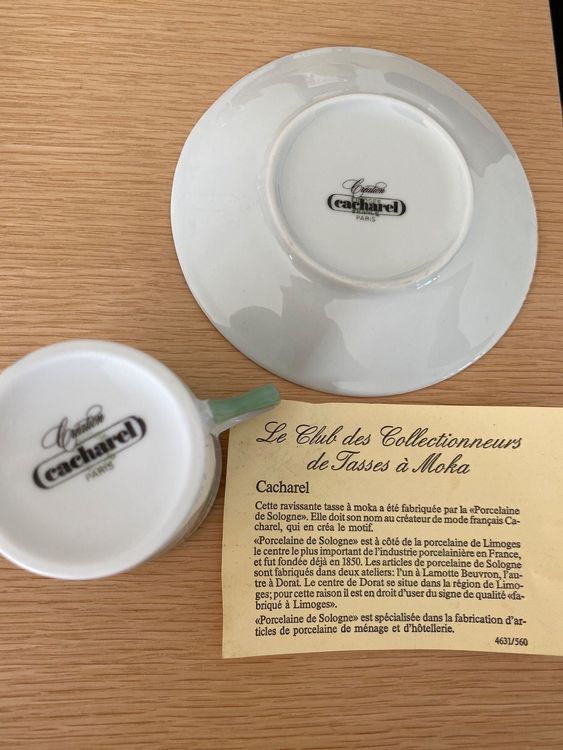 Création
cacharel
FRANCE
PARIS
Création
cacharel
PARIS
Le Club des Collectionneurs
de Tasses à Moka
Cacharel
Cette ravissante tasse à moka a été fabriquée par la «Porcelaine
de Sologne». Elle doit son nom au créateur de mode français Ca-
charel, qui en créa le motif.
«Porcelaine de Sologne» est à côté de la porcelaine de Limoges
le centre le plus important de l'industrie porcelainière en France,
et fut fondée déjà en 1850. Les articles de porcelaine de Sologne
sont fabriqués dans deux ateliers: l'un à Lamotte Beuvron, l'au-
tre à Dorat. Le centre de Dorat se situe dans la région de Limo-
ges; pour cette raison il est en droit d'user du signe de qualité «fa-
briqué à Limoges».
«Porcelaine de Sologne» est spécialisée dans la fabrication d'ar-
ticles de porcelaine de ménage et d'hôtellerie.
4631/560